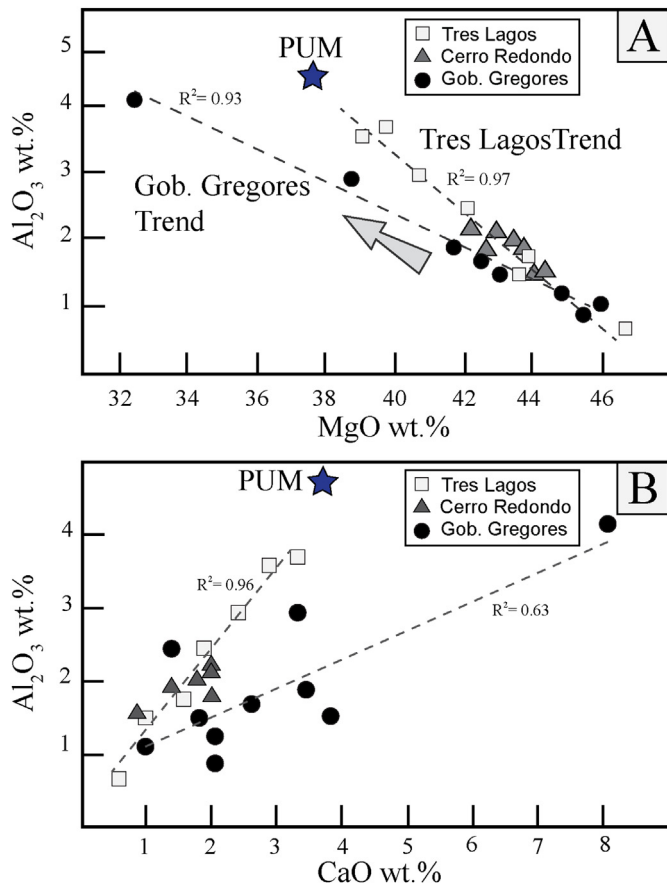 A
Tres Lagos
Cerro Redondo
Gob. Gregores
PUM
R²= 0.93
Tres LagosTrend
R²= 0.97
Gob. Gregores
Trend
5
4
3
2
1
Al₂O₃ wt.%
32 34 36 38 40 42 44 46
MgO wt.%
B
Tres Lagos
Cerro Redondo
Gob. Gregores
PUM
R²= 0.96
R²= 0.63
4
3
2
1
Al₂O₃ wt.%
1 2 3 4 5 6 7 8
CaO wt.%